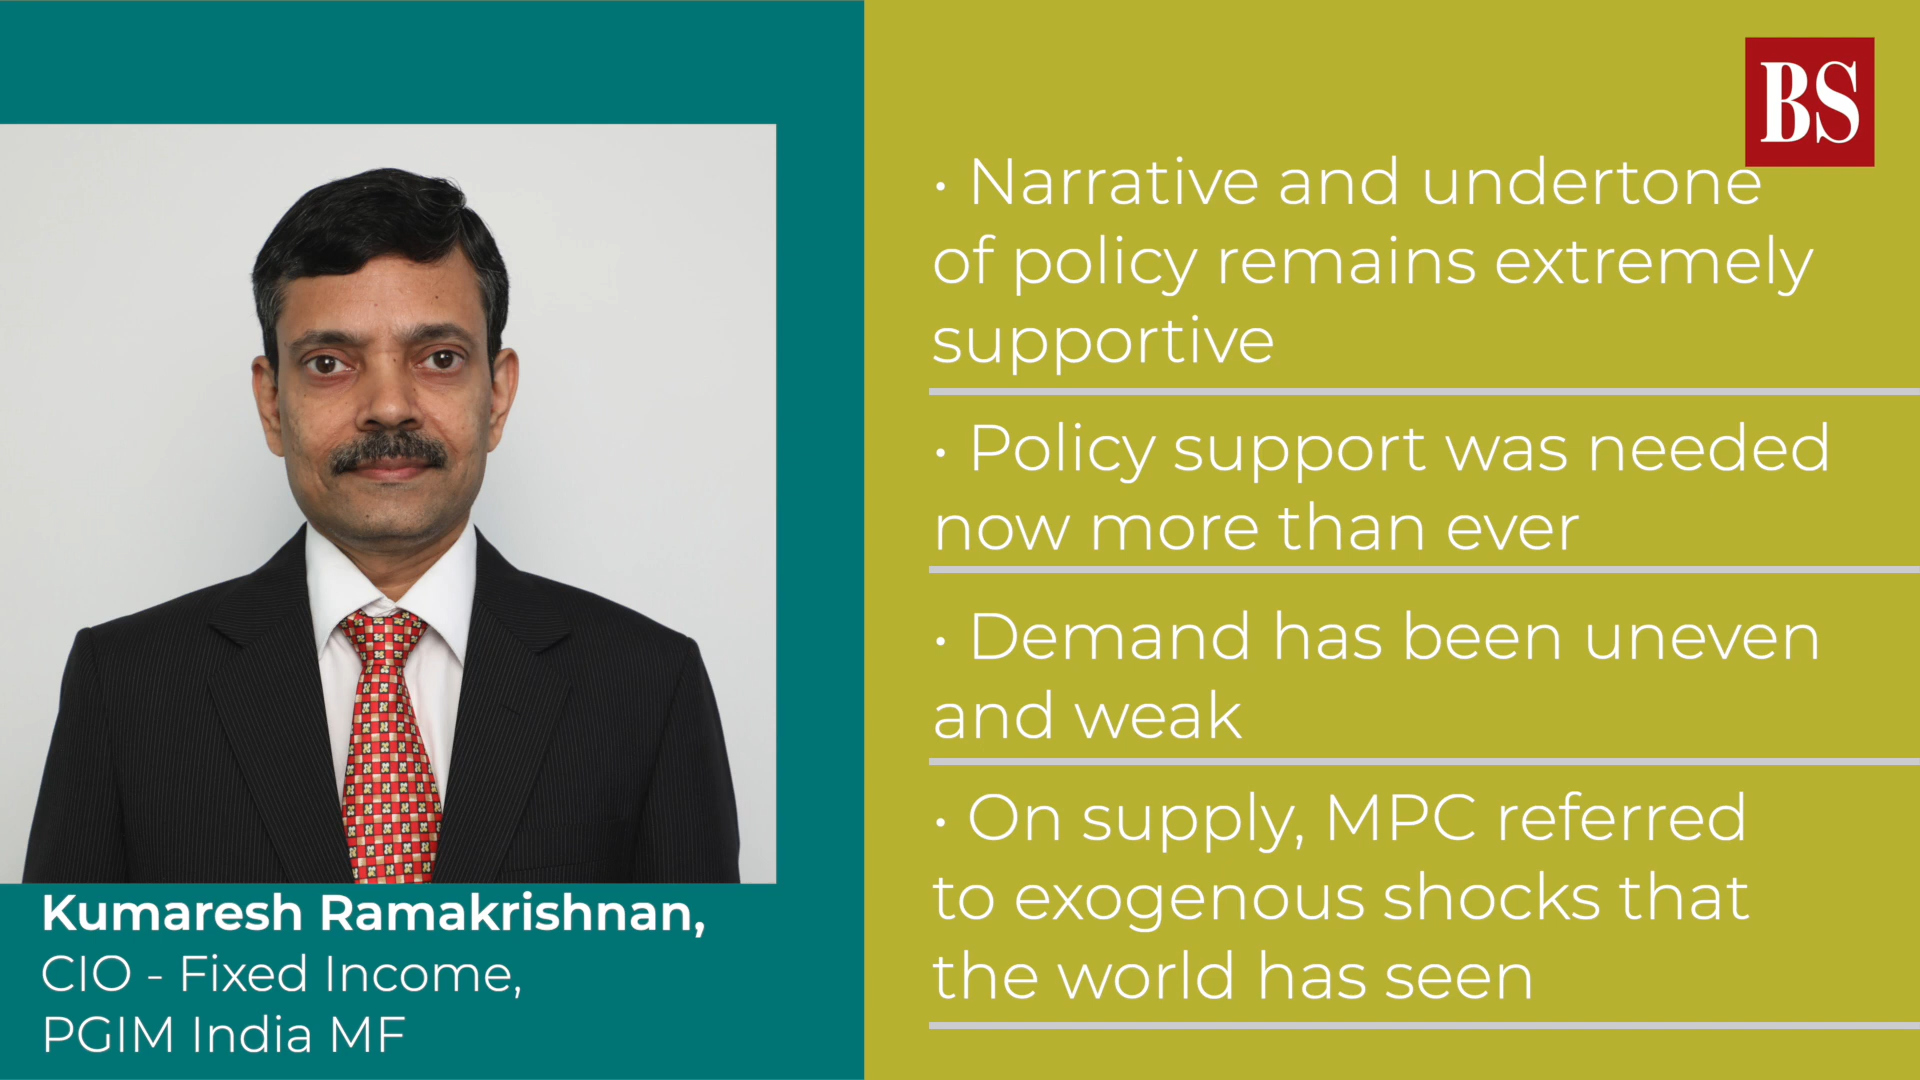 BS
• Narrative and undertone
of policy remains extremely
supportive
• Policy support was needed
now more than ever
• Demand has been uneven
and weak
• On supply, MPC referred
to exogenous shocks that
the world has seen
Kumaresh Ramakrishnan,
CIO - Fixed Income,
PGIM India MF